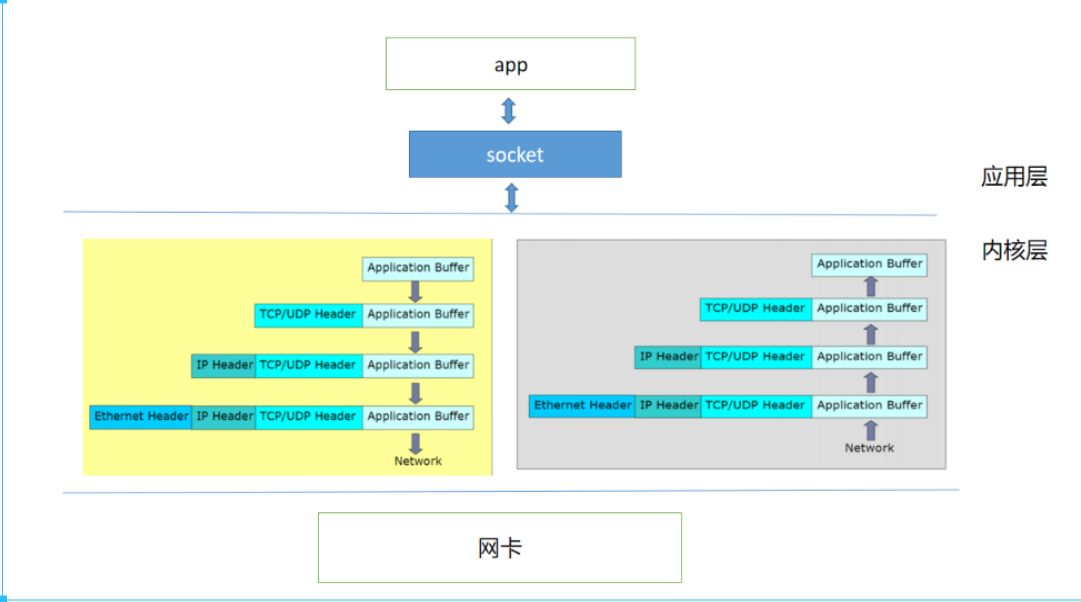 app
socket
应用层
内核层
Application Buffer
TCP/UDP Header Application Buffer
IP Header TCP/UDP Header Application Buffer
Ethernet Header IP Header TCP/UDP Header Application Buffer
Network
Application Buffer
TCP/UDP Header Application Buffer
IP Header TCP/UDP Header Application Buffer
Ethernet Header IP Header TCP/UDP Header Application Buffer
Network
网卡